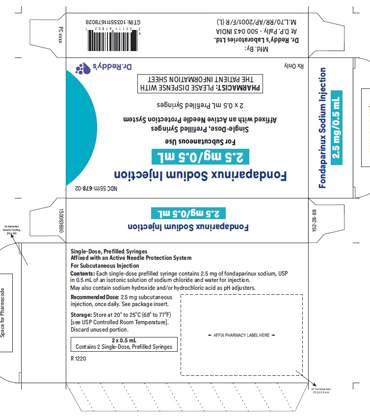 PHARMACIST: PLEASE DISPENSE WITH
THE PATIENT INFORMATION SHEET
Rx Only
Dr.Reddy's
Mfd. By:
Dr. Reddy's Laboratories Ltd.
At D.P. Pally - 500 043 INDIA
NDC 55111-678-02
Fondaparinux Sodium Injection
2.5 mg/0.5 mL
For Subcutaneous Use
Single-Dose, Prefilled Syringes
Affixed with an Active Needle Protection System
2 x 0.5 mL Prefilled Syringes
Fondaparinux Sodium Injection
2.5 mg/0.5 mL
Fondaparinux Sodium Injection
2.5 mg/0.5 mL
Single-Dose, Prefilled Syringes
Affixed with an Active Needle Protection System
For Subcutaneous Injection
Contents: Each single-dose prefilled syringe contains 2.5 mg of fondaparinux sodium, USP
in 0.5 mL of an isotonic solution of sodium chloride and water for injection.
May also contain sodium hydroxide and/or hydrochloric acid as pH adjusters.
Recommended Dose: 2.5 mg subcutaneous
injection, once daily. See package insert.
Storage: Store at 20° to 25°C (68° to 77°F)
[see USP Controlled Room Temperature].
Discard unused portion.
2 x 0.5 mL
Contains 2 Single-Dose, Prefilled Syringes
R1220
AFFIX PHARMACY LABEL HERE
Space for Pharmacode